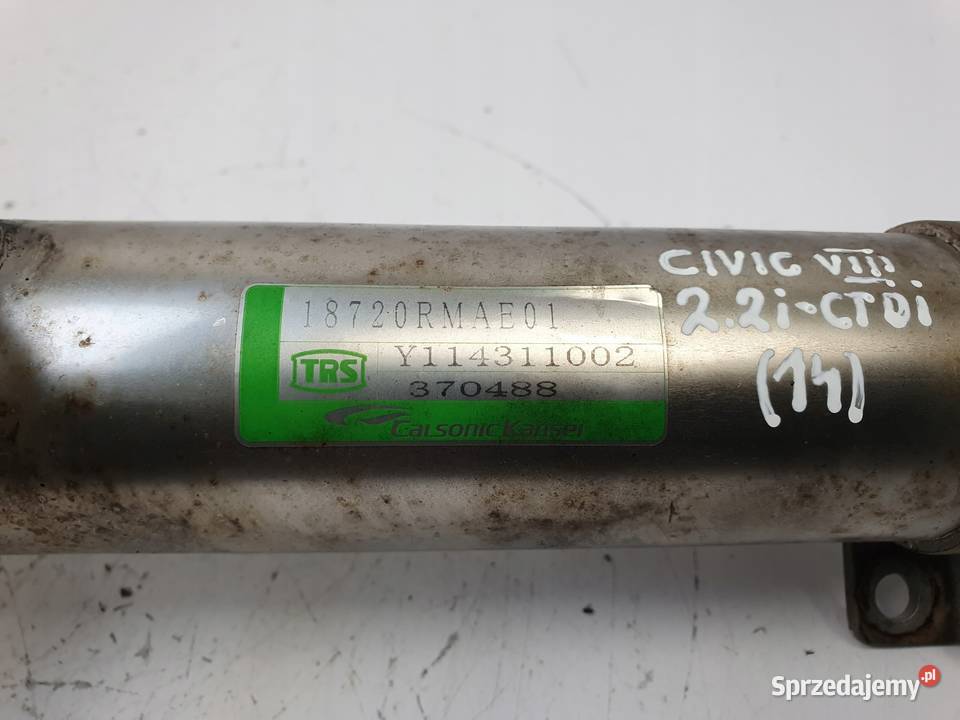 18720RMAE01
TRS
Y114311002
370488
Calsonic Kansei
CIVIC VIII
2.2i-CTDi
(14)
Sprzedajemy.pl